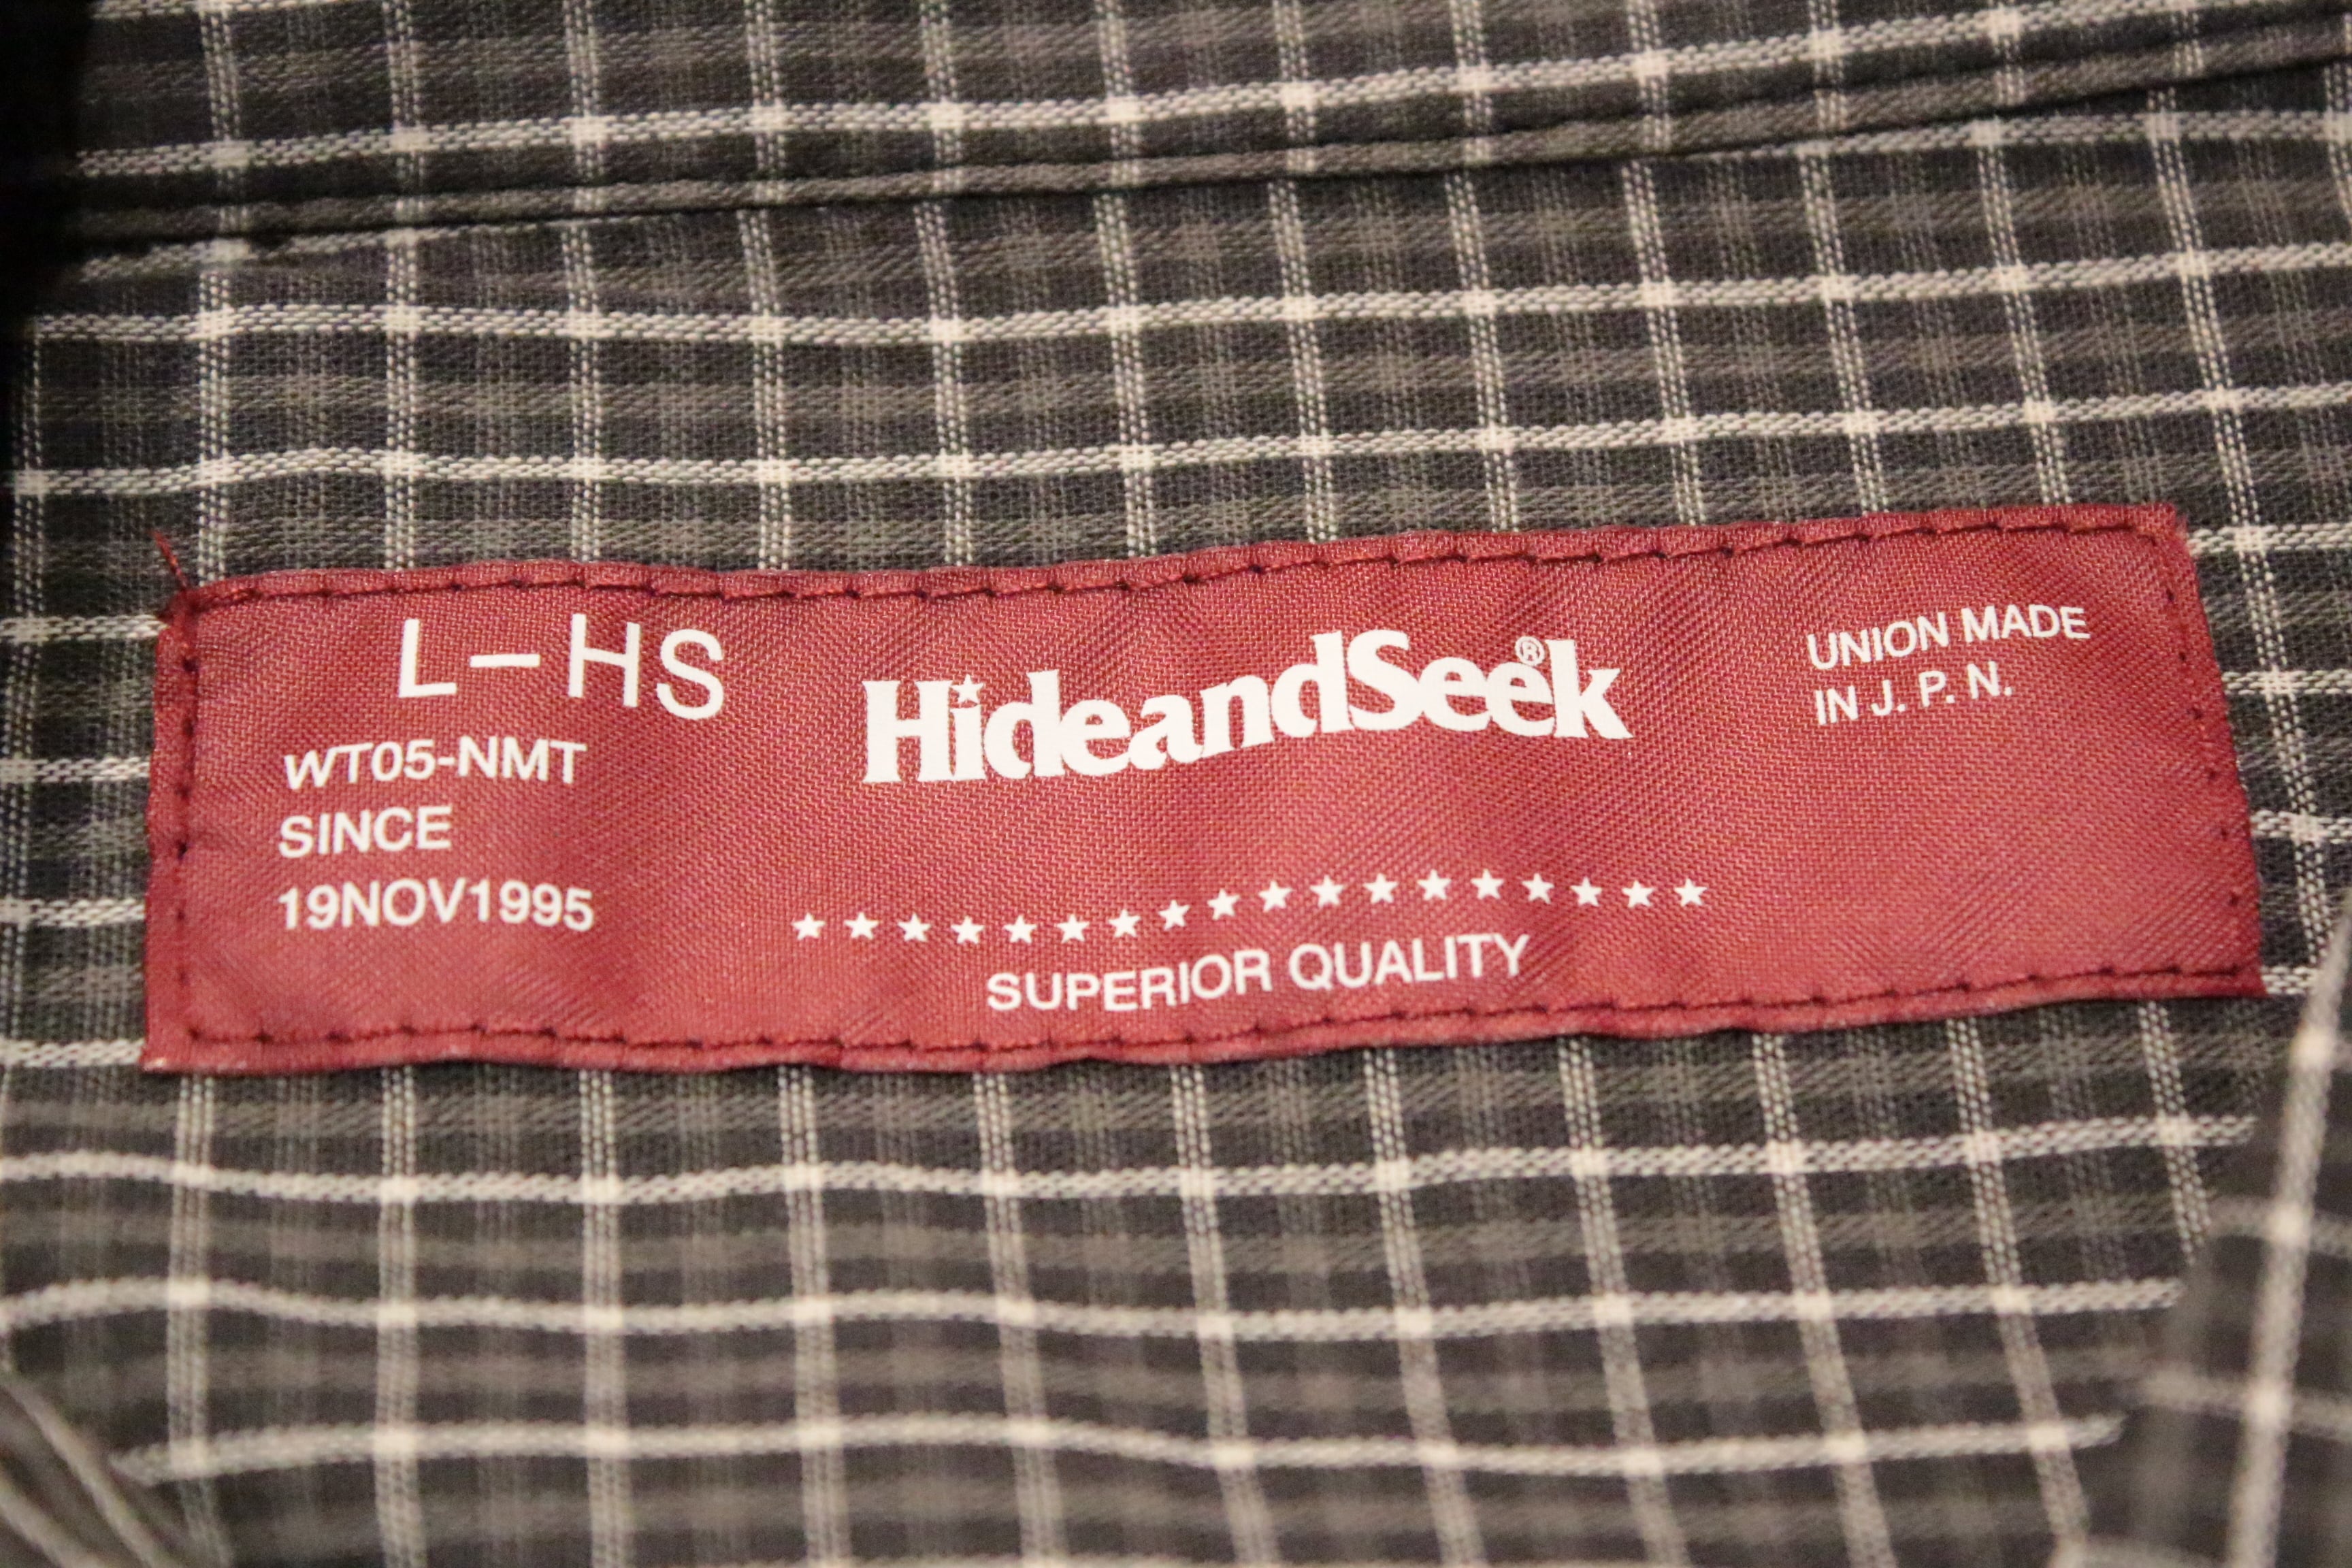 L-HS
WT05-NMT
SINCE
19NOV1995
HideandSeek®
★★★★★★★★★★★★★★★★★★
SUPERIOR QUALITY
UNION MADE
IN J. P. N.